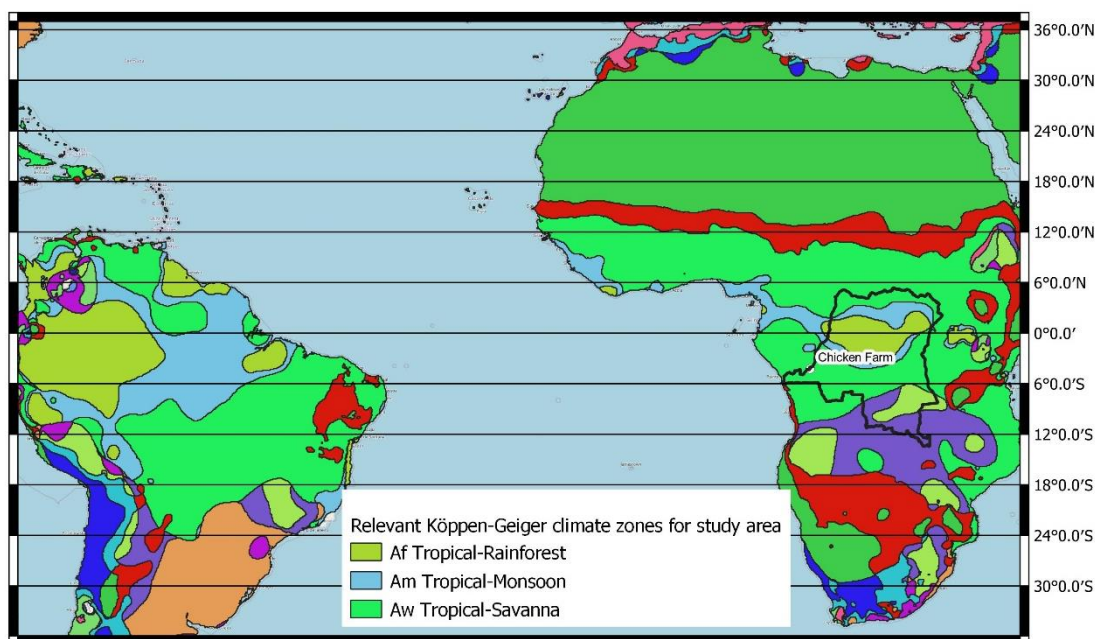 36°0.0'N
30°0.0'N
24°0.0'N
18°0.0'N
12°0.0'N
6°0.0'N
0°0.0'
Chicken Farm
6°0.0'S
12°0.0'S
18°0.0'S
Relevant Köppen-Geiger climate zones for study area
24°0.0'S
Af Tropical-Rainforest
Am Tropical-Monsoon
30°0.0'S
Aw Tropical-Savanna